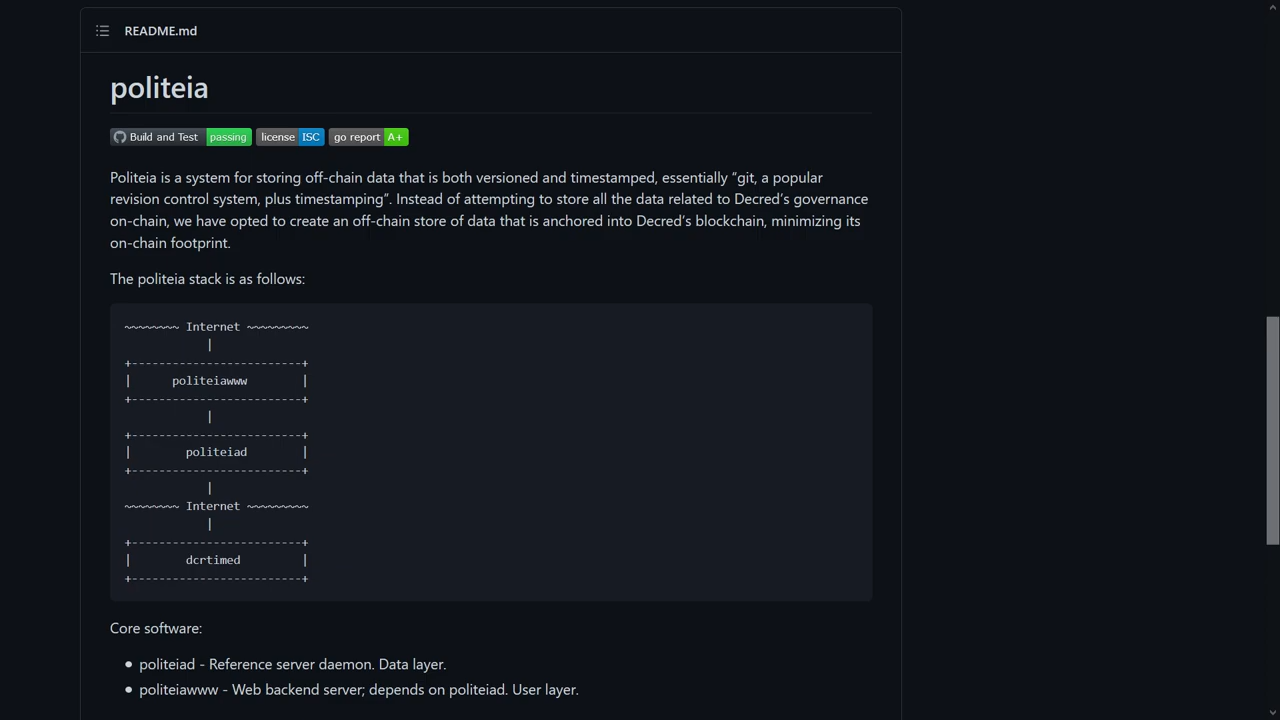 README.md
politeia
Build and Test passing license ISC go report A+
Politeia is a system for storing off-chain data that is both versioned and timestamped, essentially “git, a popular
revision control system, plus timestamping”. Instead of attempting to store all the data related to Decred’s governance
on-chain, we have opted to create an off-chain store of data that is anchored into Decred’s blockchain, minimizing its
on-chain footprint.
The politeia stack is as follows:
~~~~~~~~ Internet ~~~~~~~~~
            |
+-------------------------+
|      politeiawww        |
+-------------------------+
            |
+-------------------------+
|        politeiad        |
+-------------------------+
            |
~~~~~~~~ Internet ~~~~~~~~~
            |
+-------------------------+
|        dcrtimed         |
+-------------------------+
Core software:
• politeiad - Reference server daemon. Data layer.
• politeiawww - Web backend server; depends on politeiad. User layer.